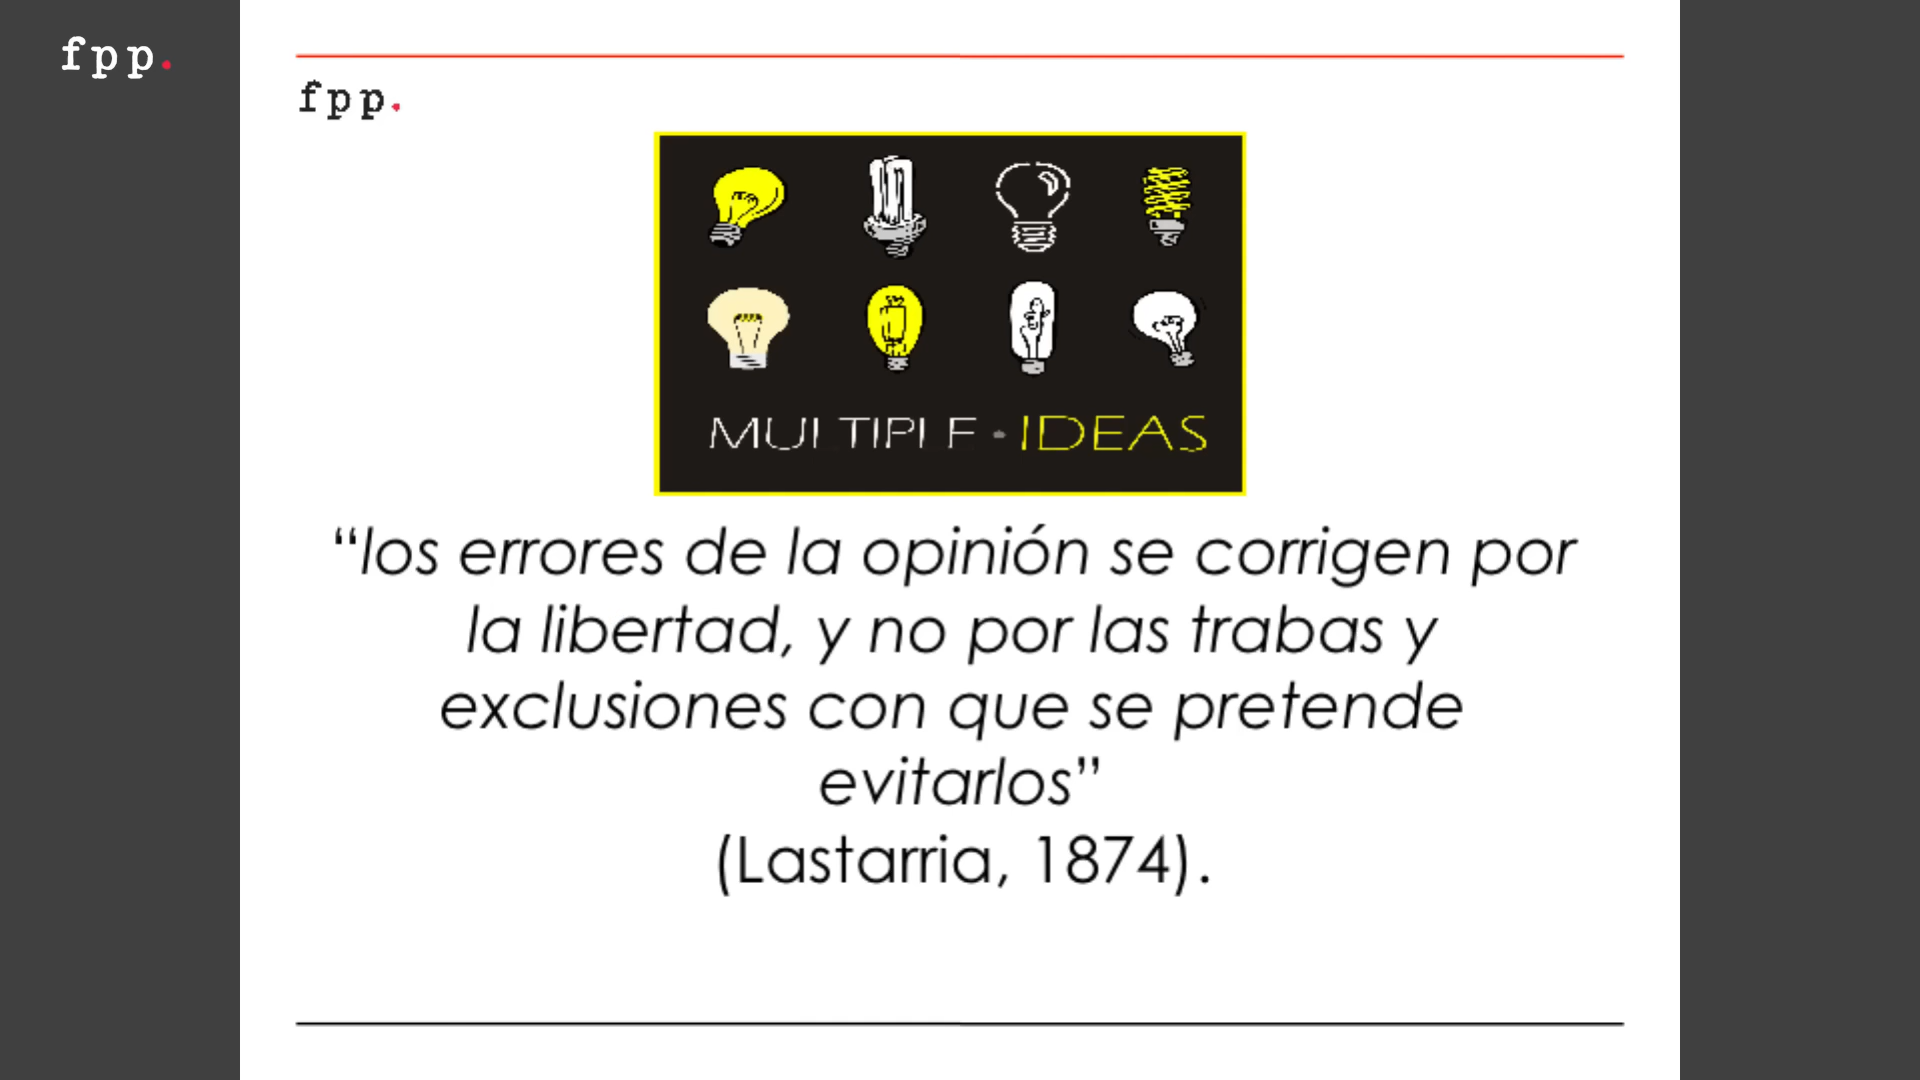 fpp.
fpp.
MULTIPLE • IDEAS
“los errores de la opinión se corrigen por
la libertad, y no por las trabas y
exclusiones con que se pretende
evitarlos”
(Lastarria, 1874).